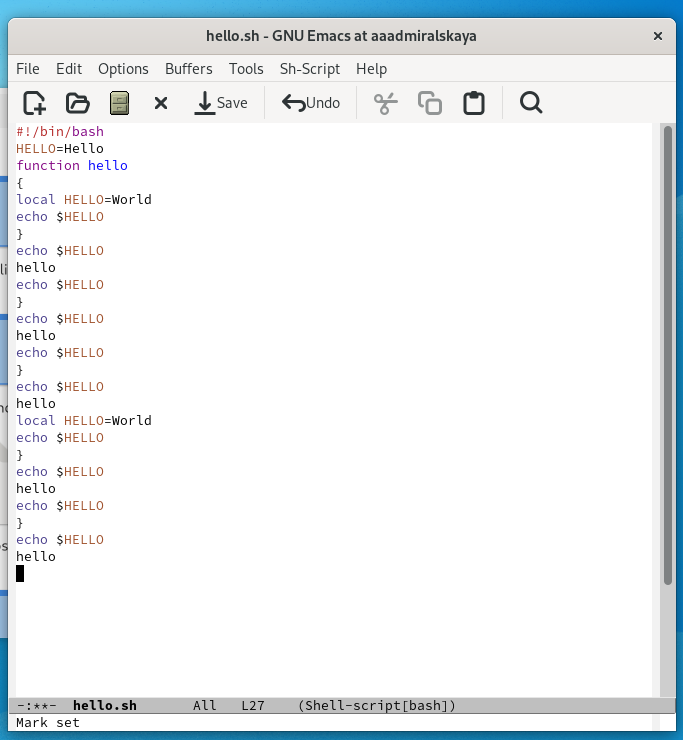 hello.sh - GNU Emacs at aaadmiralskaya
File Edit Options Buffers Tools Sh-Script Help
Save Undo
#!/bin/bash
HELLO=Hello
function hello
{
local HELLO=World
echo $HELLO
}
echo $HELLO
hello
echo $HELLO
}
echo $HELLO
hello
echo $HELLO
}
echo $HELLO
hello
local HELLO=World
echo $HELLO
}
echo $HELLO
hello
echo $HELLO
}
echo $HELLO
hello
-:**- hello.sh All L27 (Shell-script[bash])
Mark set